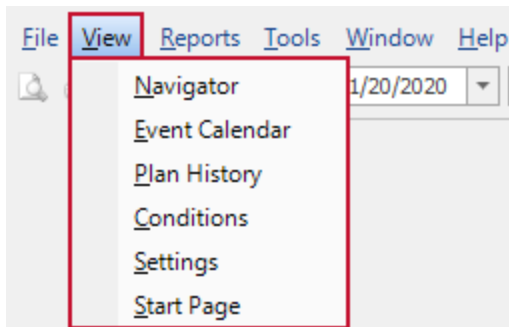 File View Reports Tools Window Help
Navigator 1/20/2020
Event Calendar
Plan History
Conditions
Settings
Start Page